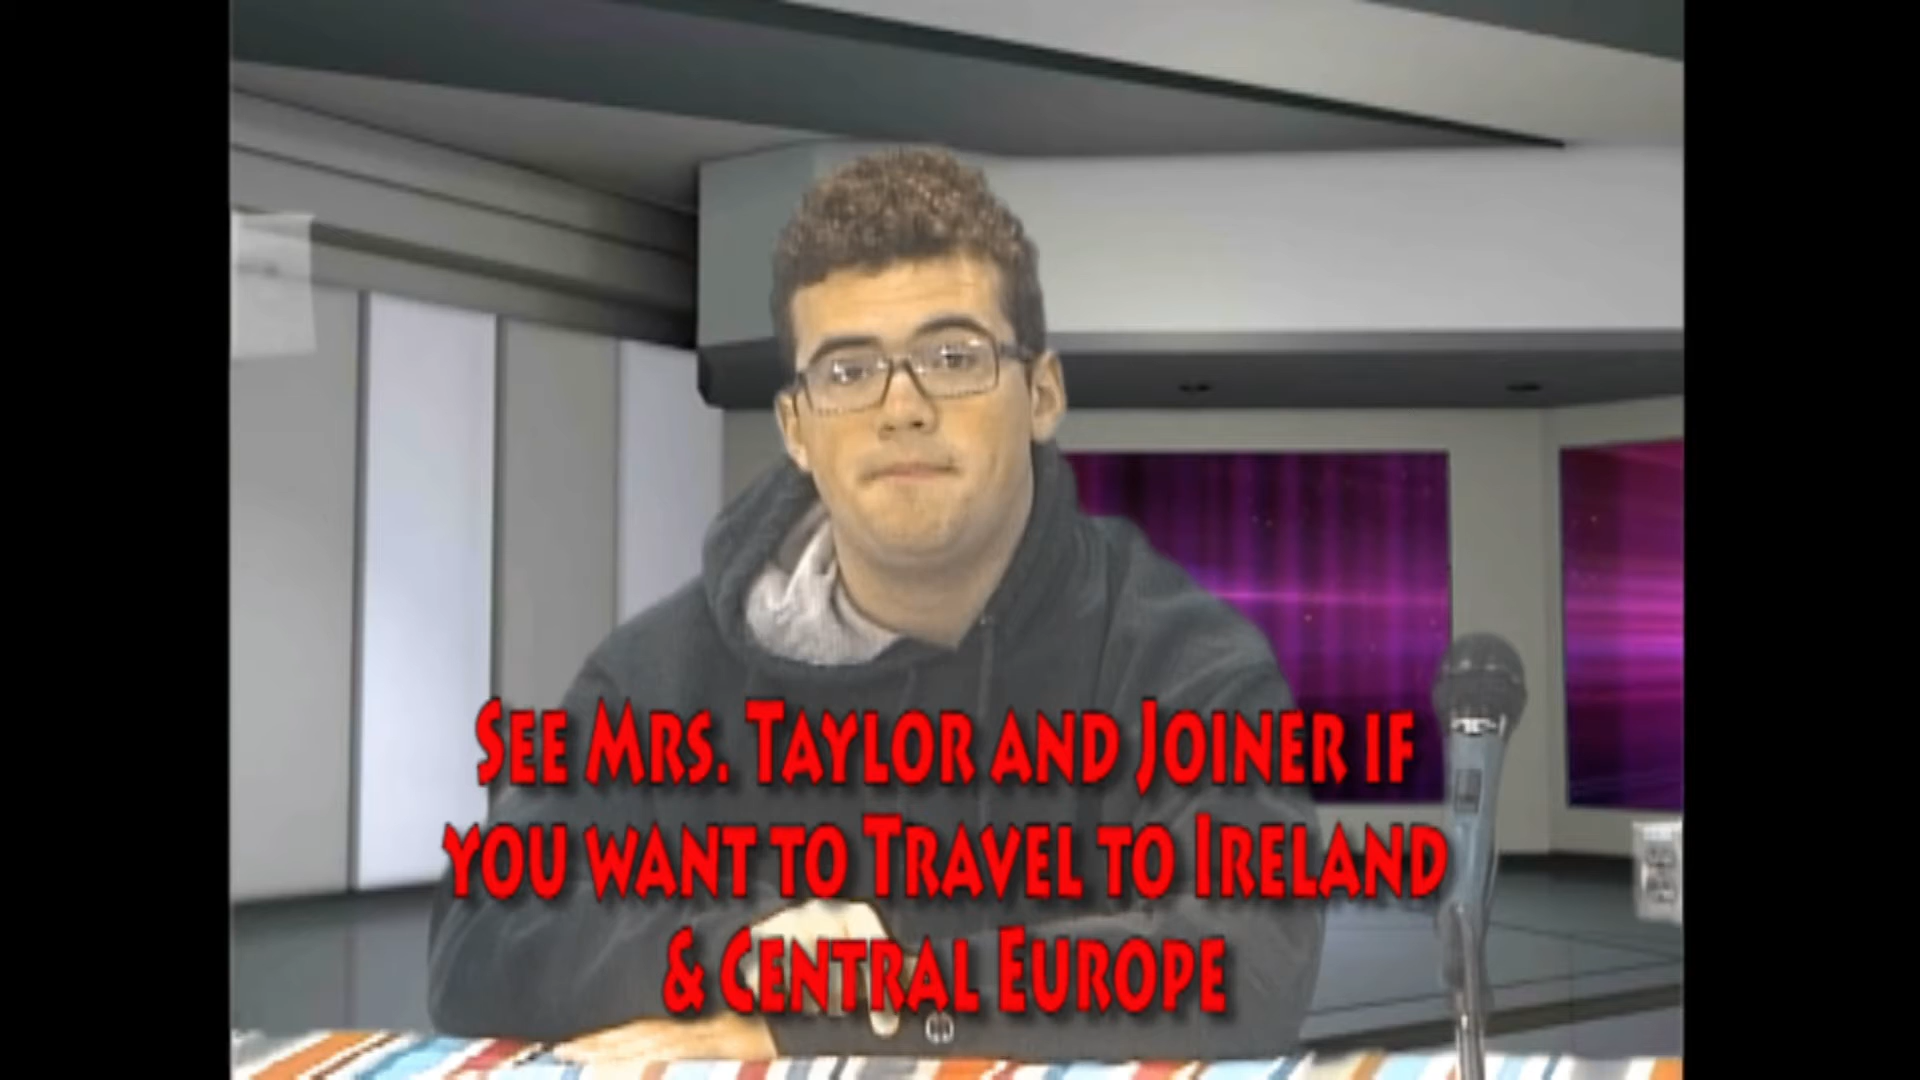 See Mrs. Taylor and Joiner if
you want to Travel to Ireland
& Central Europe